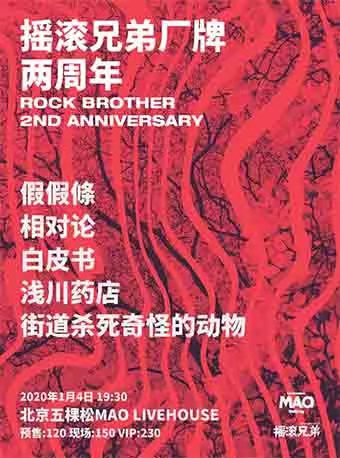 摇滚兄弟厂牌
两周年
ROCK BROTHER
2ND ANNIVERSARY
假假條
相对论
白皮书
浅川药店
街道杀死奇怪的动物
2020年1月4日 19:30
北京五棵松MAO LIVEHOUSE
预售:120 现场:150 VIP:230
MAO
摇滚兄弟